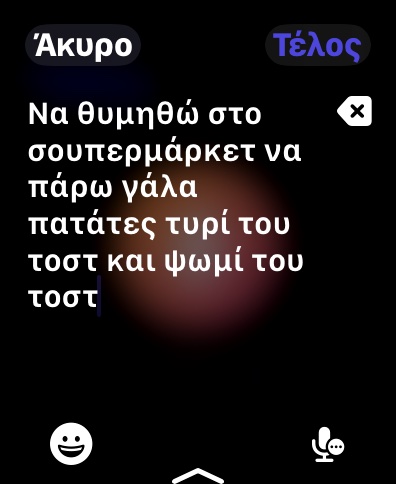 Άκυρο
Τέλος
Να θυμηθώ στο
σουπερμάρκετ να
πάρω γάλα
πατάτες τυρί του
τοστ και ψωμί του
τοστ